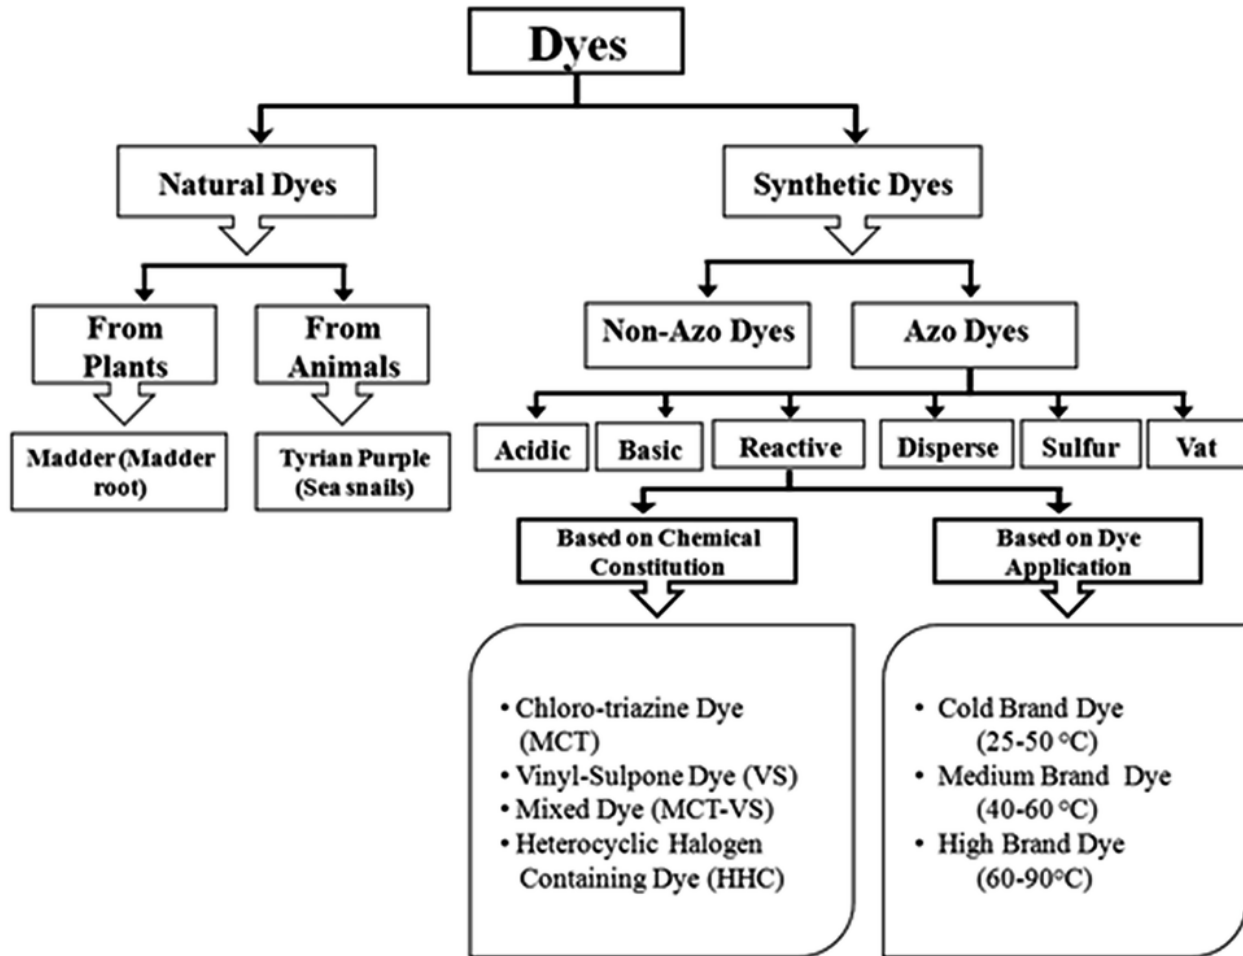 Dyes
Natural Dyes
Synthetic Dyes
From
Plants
From
Animals
Non-Azo Dyes
Azo Dyes
Madder (Madder
root)
Tyrian Purple
(Sea snails)
Acidic
Basic
Reactive
Disperse
Sulfur
Vat
Based on Chemical
Constitution
Based on Dye
Application
• Chloro-triazine Dye
(MCT)
• Vinyl-Sulpone Dye (VS)
• Mixed Dye (MCT-VS)
• Heterocyclic Halogen
Containing Dye (HHC)
• Cold Brand Dye
(25-50 °C)
• Medium Brand Dye
(40-60 °C)
• High Brand Dye
(60-90°C)